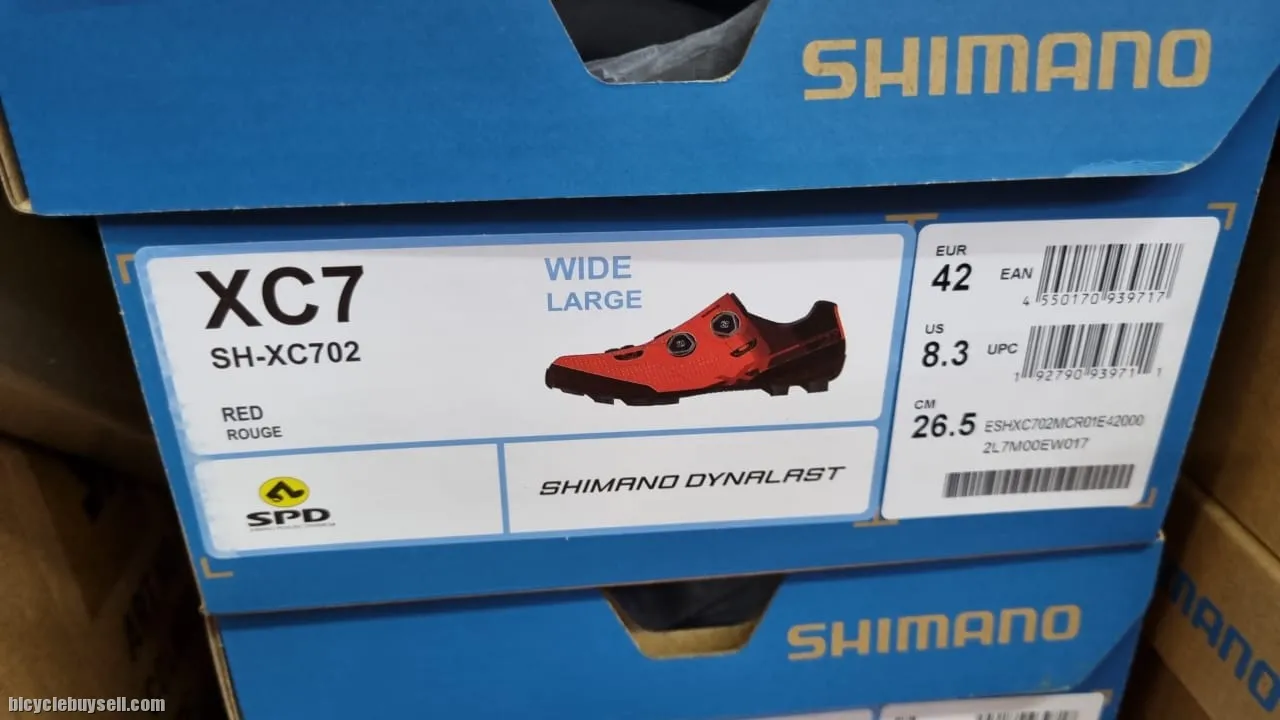 SHIMANO
XC7
SH-XC702
RED
ROUGE
WIDE
LARGE
SPD
SHIMANO DYNALAST
EUR
42
EAN
4 550170 939717
US
8.3
UPC
1 92790 93971 1
CM
26.5
ESHXC702MCR01E42000
2L7M00EW017
SHIMANO
MANO
bicyclebuysell.com